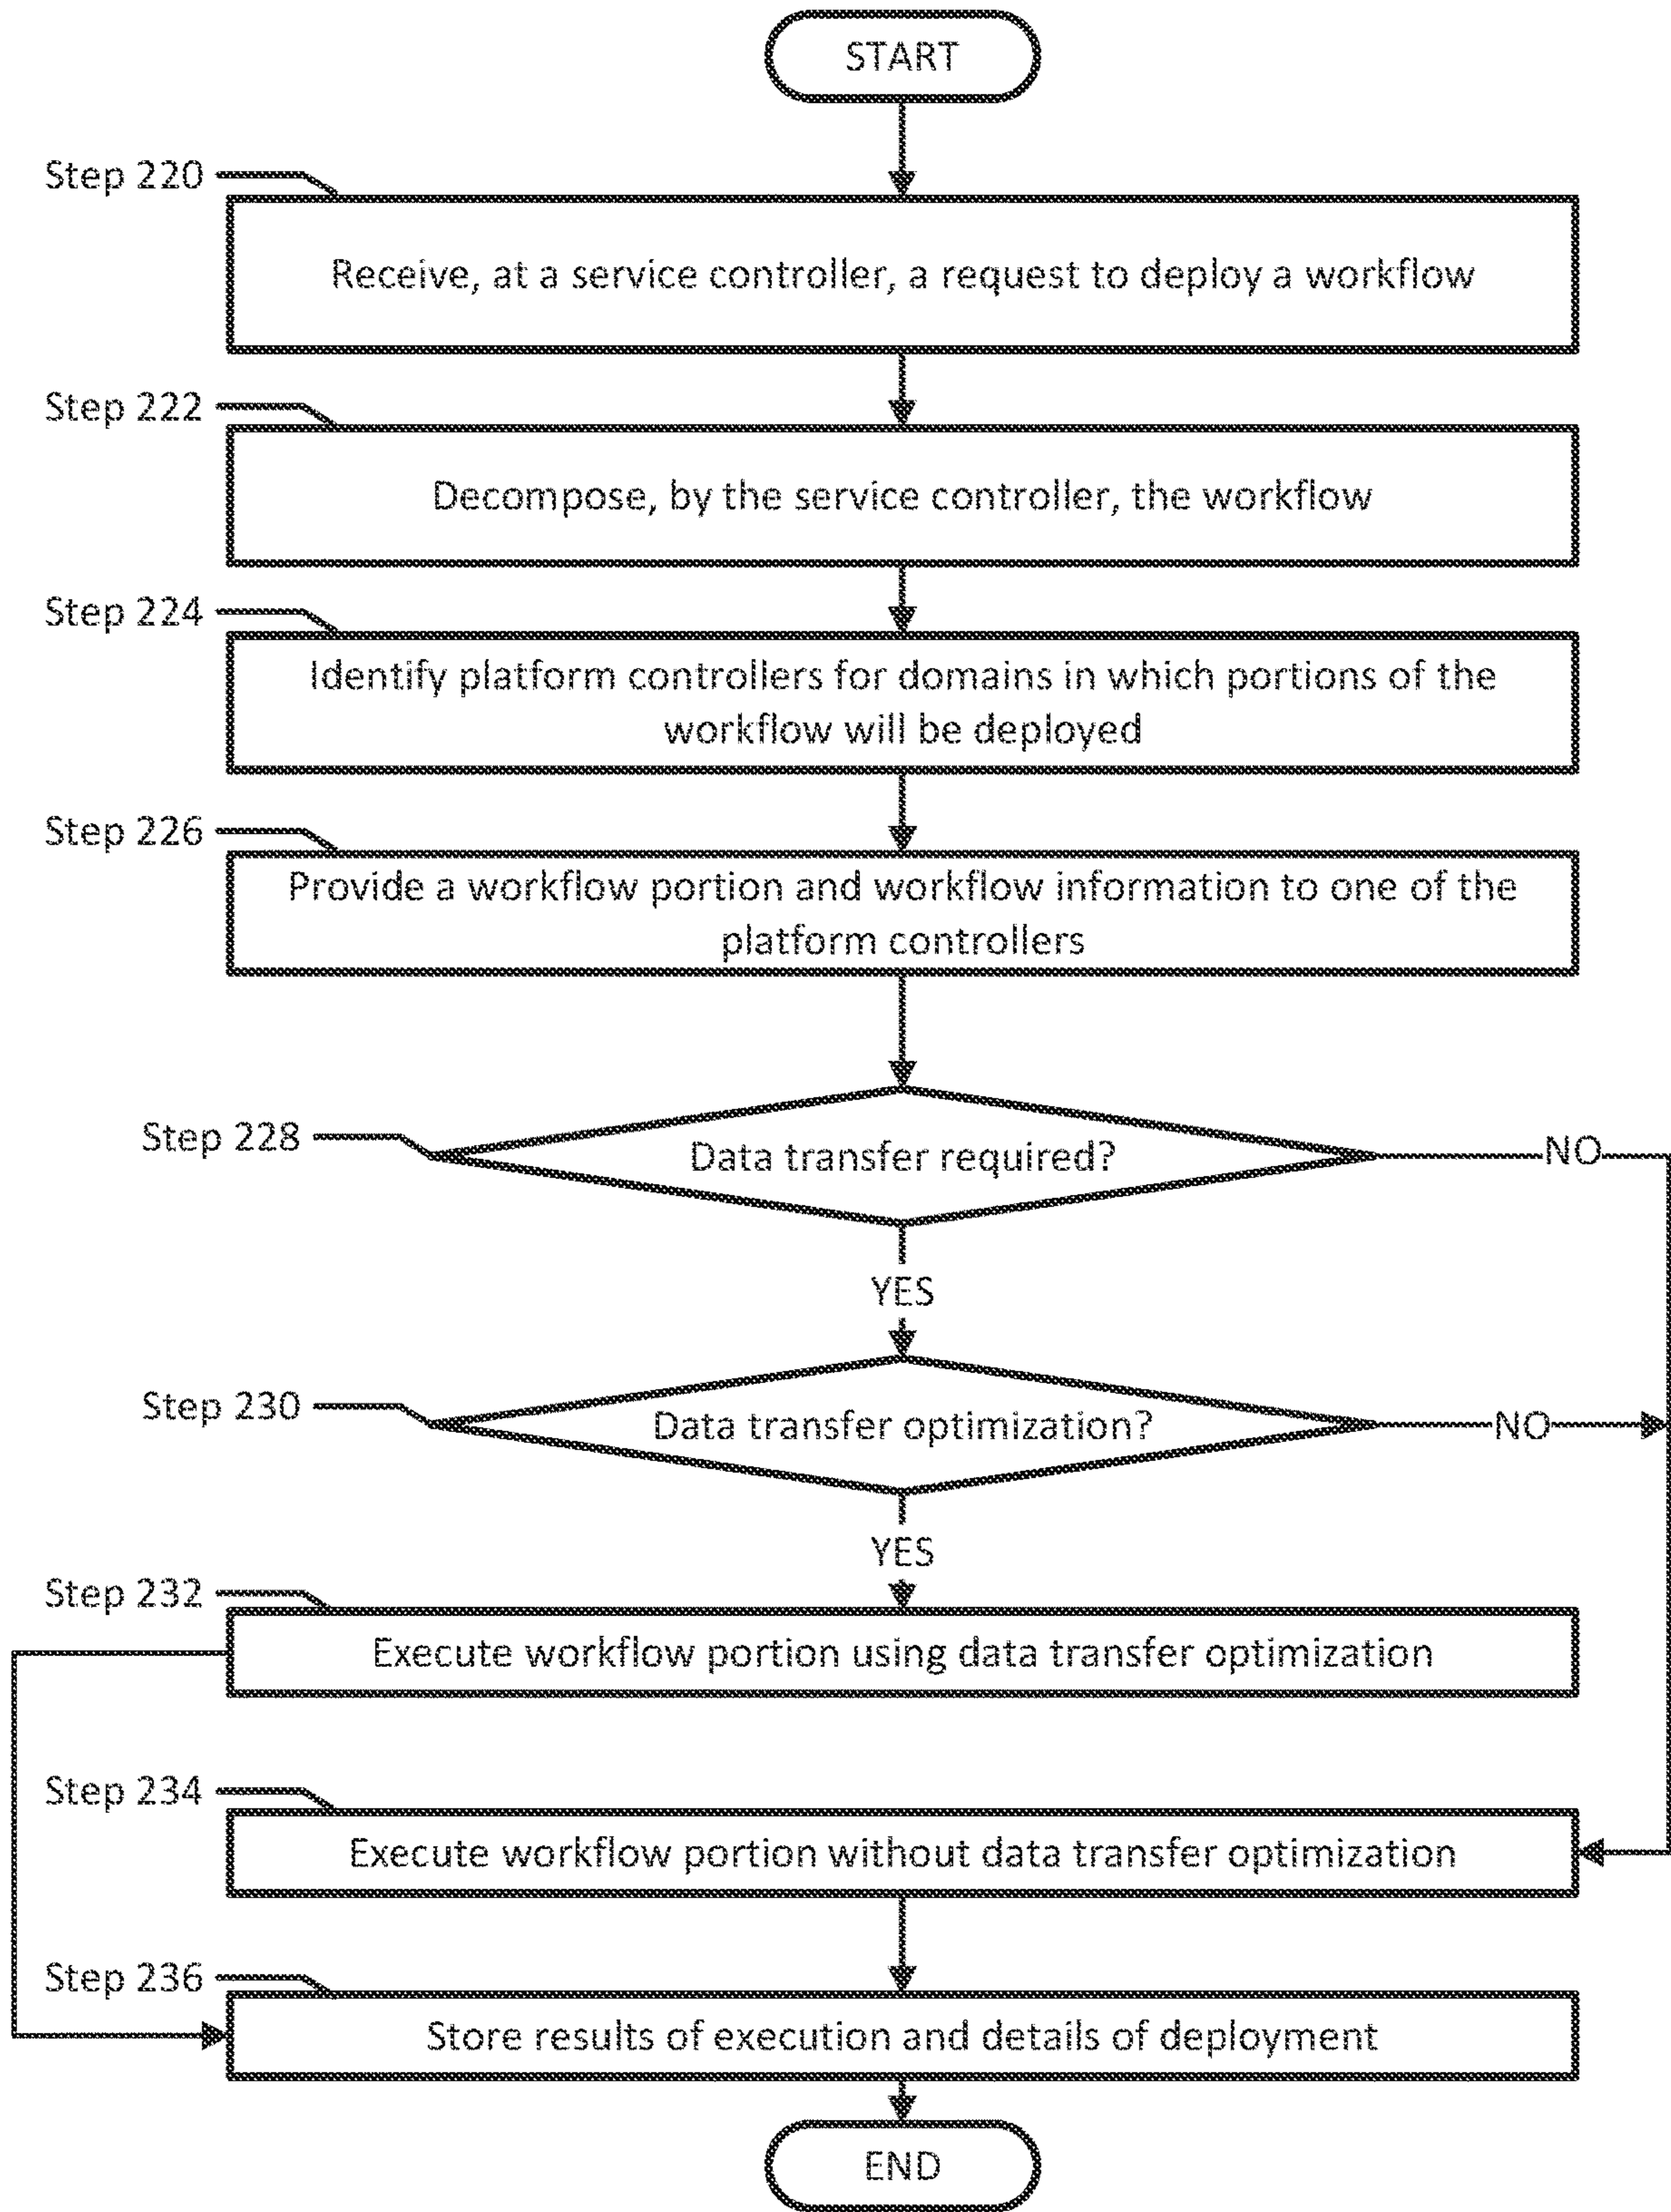 START
Step 220
Receive, at a service controller, a request to deploy a workflow
Step 222
Decompose, by the service controller, the workflow
Step 224
Identify platform controllers for domains in which portions of the
workflow will be deployed
Step 226
Provide a workflow portion and workflow information to one of the
platform controllers
Step 228
Data transfer required?
NO
YES
Step 230
Data transfer optimization?
NO
YES
Step 232
Execute workflow portion using data transfer optimization
Step 234
Execute workflow portion without data transfer optimization
Step 236
Store results of execution and details of deployment
END